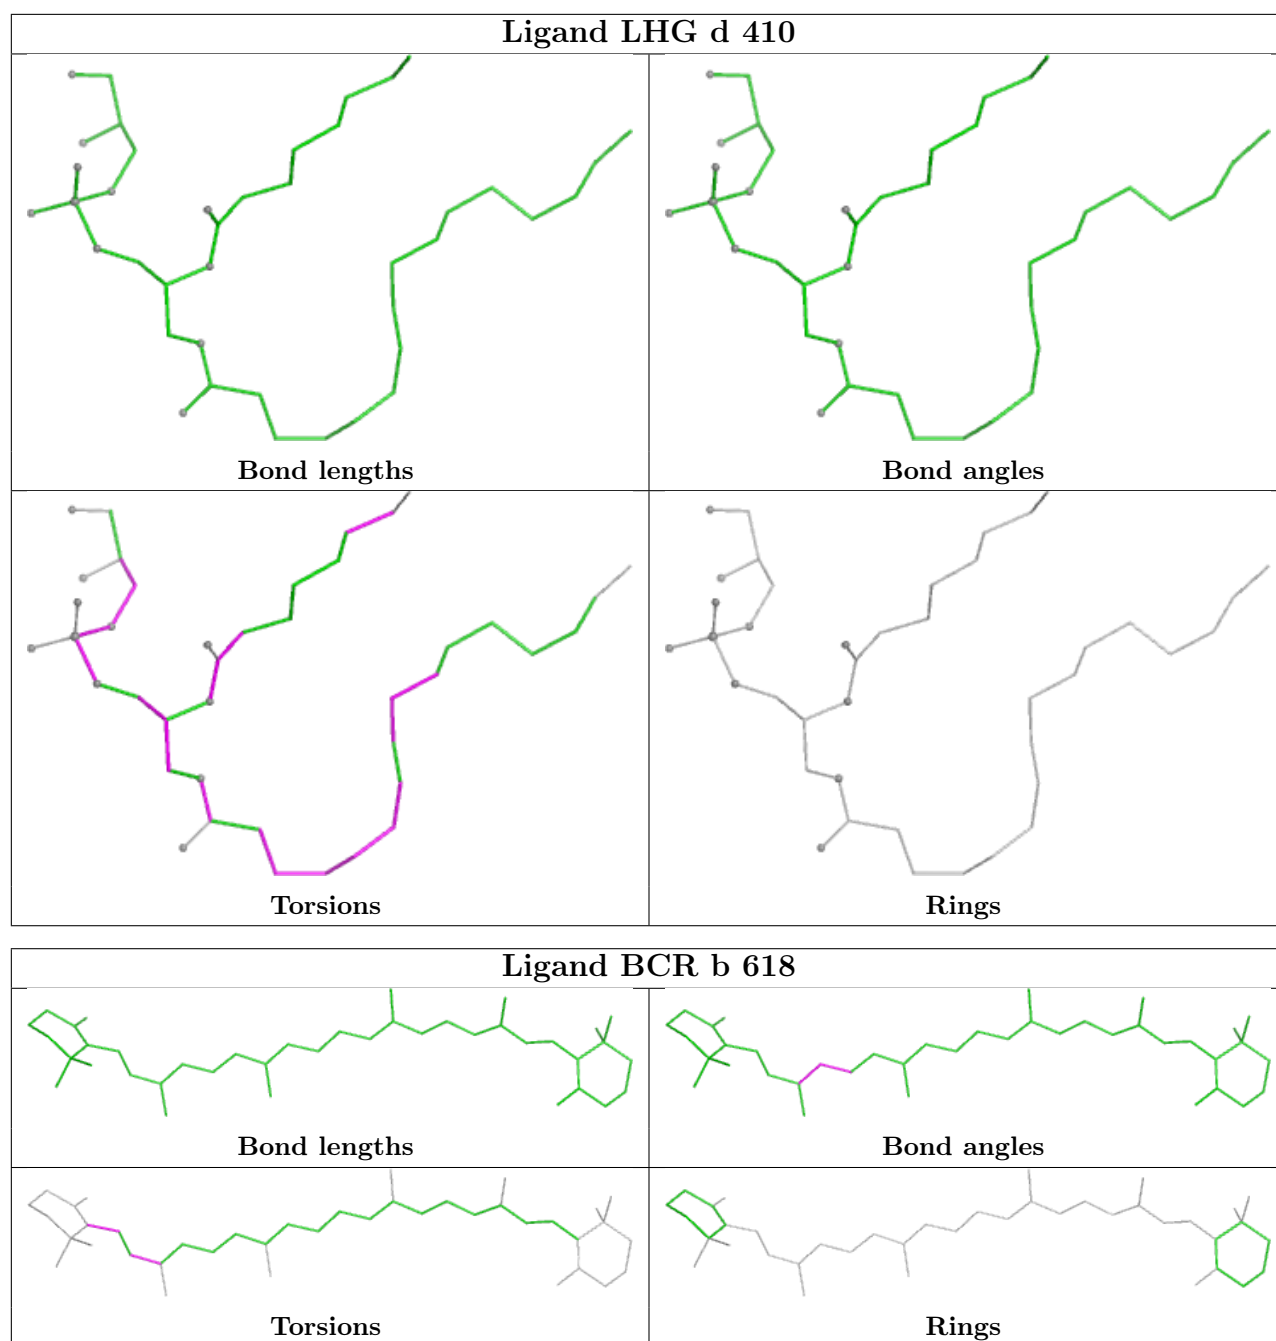 Ligand LHG d 410
Bond lengths
Bond angles
Torsions
Rings
Ligand BCR b 618
Bond lengths
Bond angles
Torsions
Rings